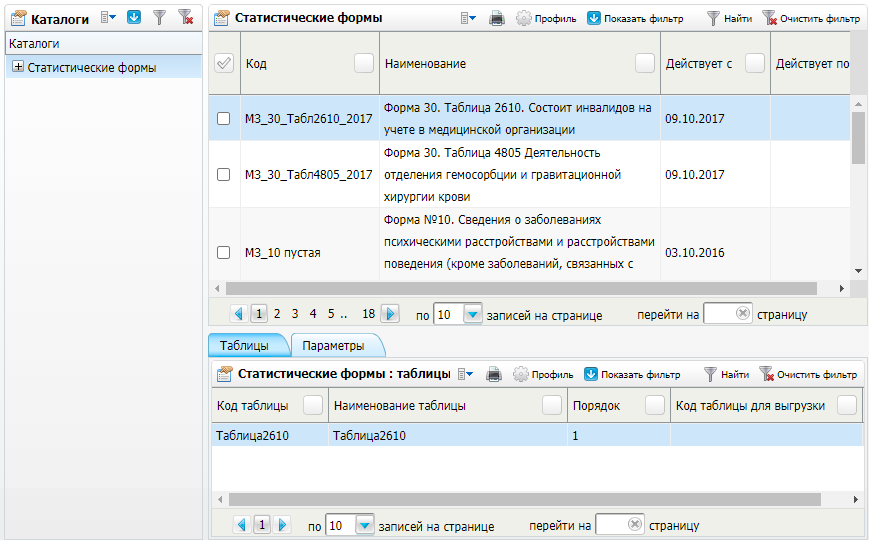 Каталоги
Каталоги
Статистические формы
Статистические формы Профиль Показать фильтр Найти Очистить фильтр
Код Наименование Действует с Действует по
МЗ_30_Табл2610_2017 Форма 30. Таблица 2610. Состоит инвалидов на учете в медицинской организации 09.10.2017
МЗ_30_Табл4805_2017 Форма 30. Таблица 4805 Деятельность отделения гемосорбции и гравитационной хирургии крови 09.10.2017
МЗ_10 пустая Форма №10. Сведения о заболеваниях психическими расстройствами и расстройствами поведения (кроме заболеваний, связанных с 03.10.2016
1 2 3 4 5 .. 18 по 10 записей на странице перейти на страницу
Таблицы Параметры
Статистические формы : таблицы Профиль Показать фильтр Найти Очистить фильтр
Код таблицы Наименование таблицы Порядок Код таблицы для выгрузки
Таблица2610 Таблица2610 1
1 по 10 записей на странице перейти на страницу